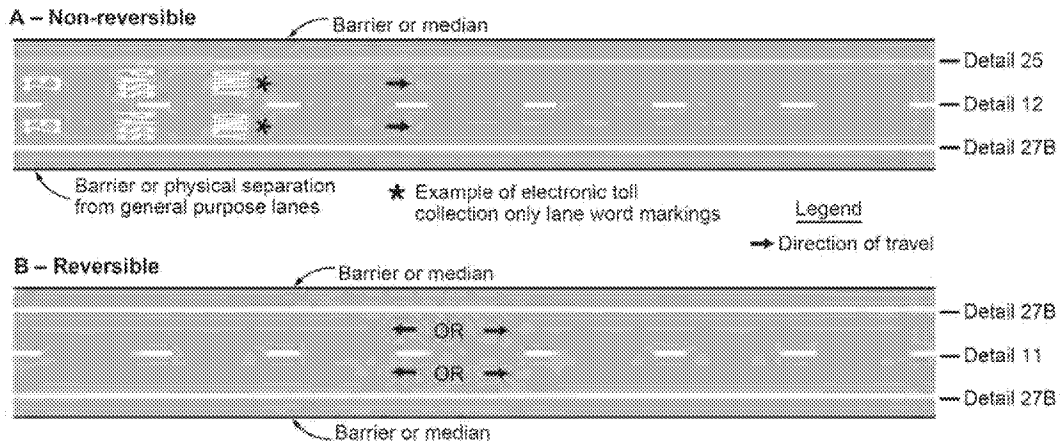 A – Non-reversible
Barrier or median
Detail 25
Detail 12
Detail 27B
Barrier or physical separation
from general purpose lanes
★ Example of electronic toll
collection only lane word markings
Legend
→ Direction of travel
B – Reversible
Barrier or median
Detail 27B
← OR →
Detail 11
← OR →
Detail 27B
Barrier or median